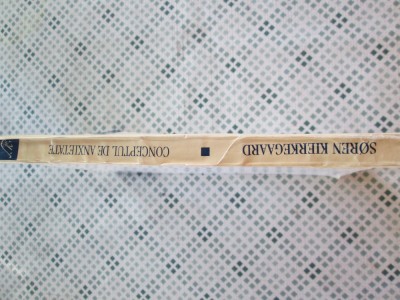 SØREN KIERKEGAARD ■ CONCEPTUL DE ANXIETATE